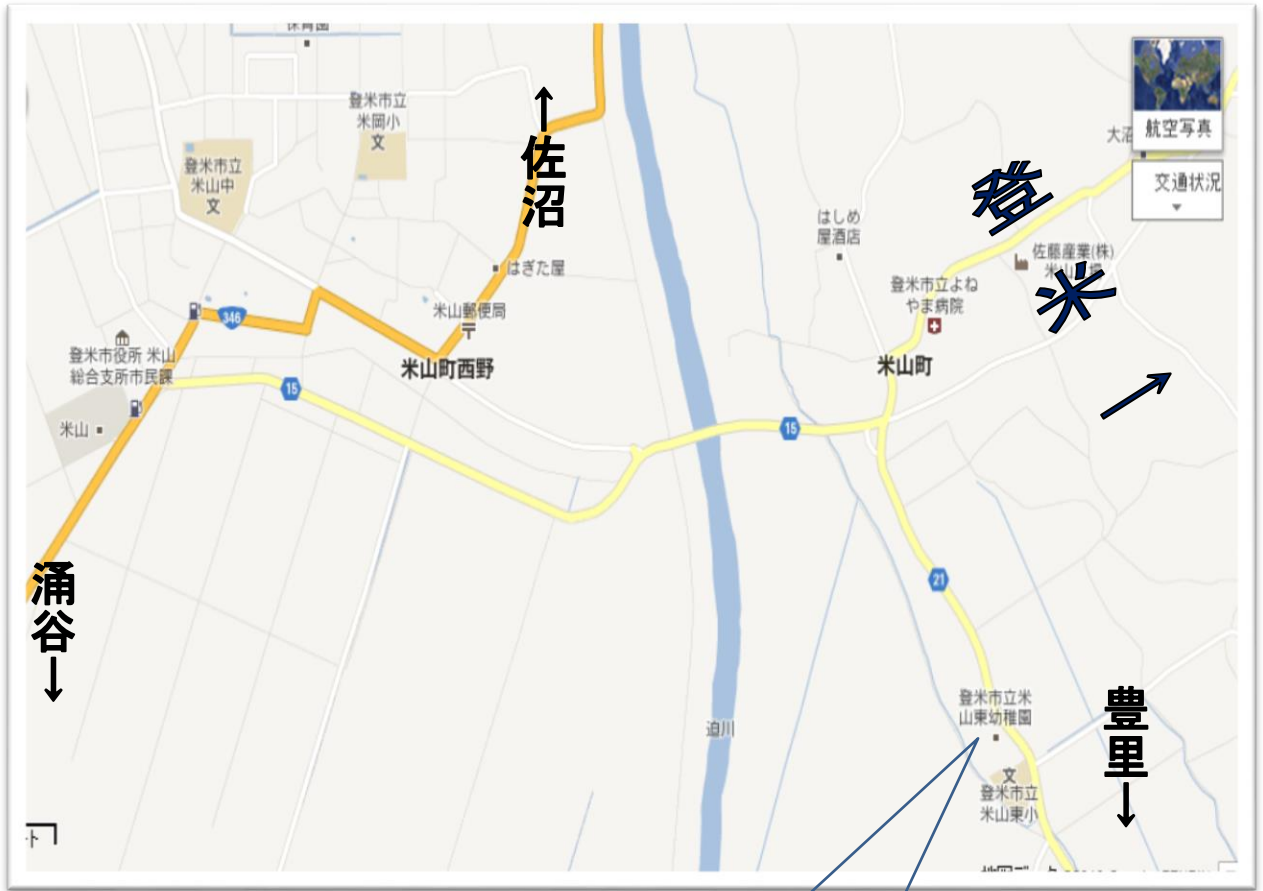 保育園
登米市立
米岡小
文
登米市立
米山中
文
↑佐沼
はぎた屋
米山郵便局
〒
346
米山町西野
登米市役所 米山
総合支所市民課
15
米山
涌谷↓
はしめ
屋酒店
登米市立よね
やま病院
米山町
15
大沼
航空写真
交通状況
登米→
佐藤産業(株)
21
迫川
登米市立米
山東幼稚園
文
登米市立
米山東小
豊里↓
ト